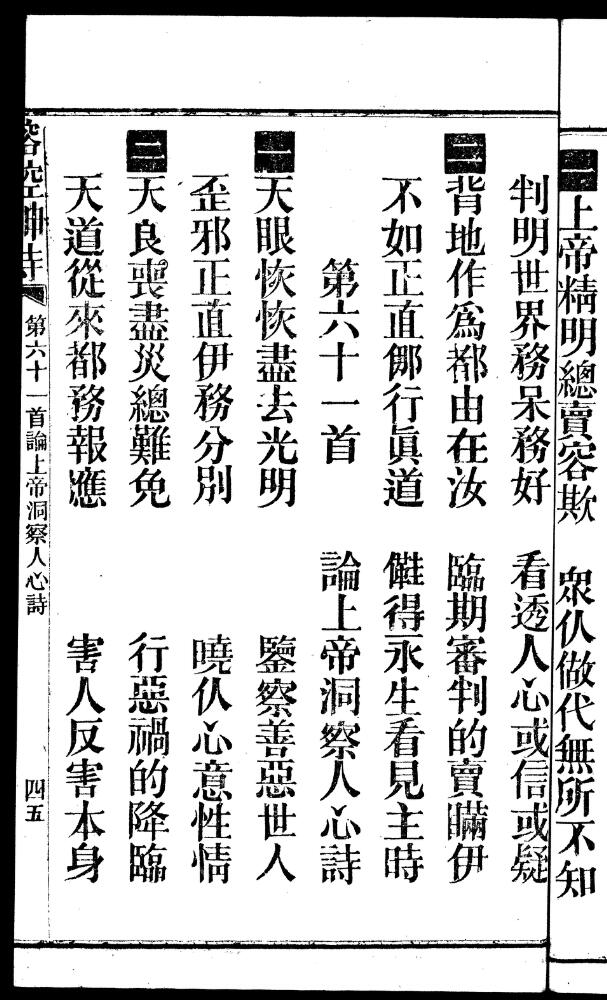 一 上帝精明總賣容欺 眾仈做代無所不知
判明世界務呆務好 看透人心或信或疑
二 背地作爲都由在汝 臨期審判的賣瞞伊
不如正直𨚫行眞道 儺得永生看見主時
第六十一首 論上帝洞察人心詩
一 天眼恢恢盡去光明 鑒察善惡世人
歪邪正直伊務分別 曉仈心意性情
二 天良喪盡災總難免 行惡禍的降臨
天道從來都務報應 害人反害本身
第六十一首論上帝洞察人心詩 四五